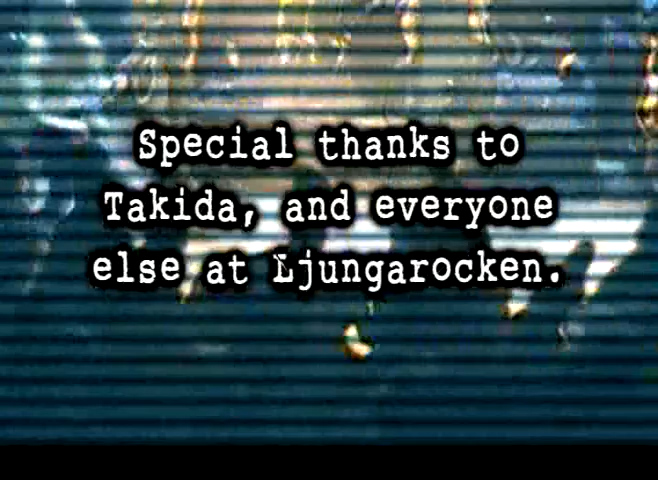 Special thanks to
Takida, and everyone
else at Ljungarocken.